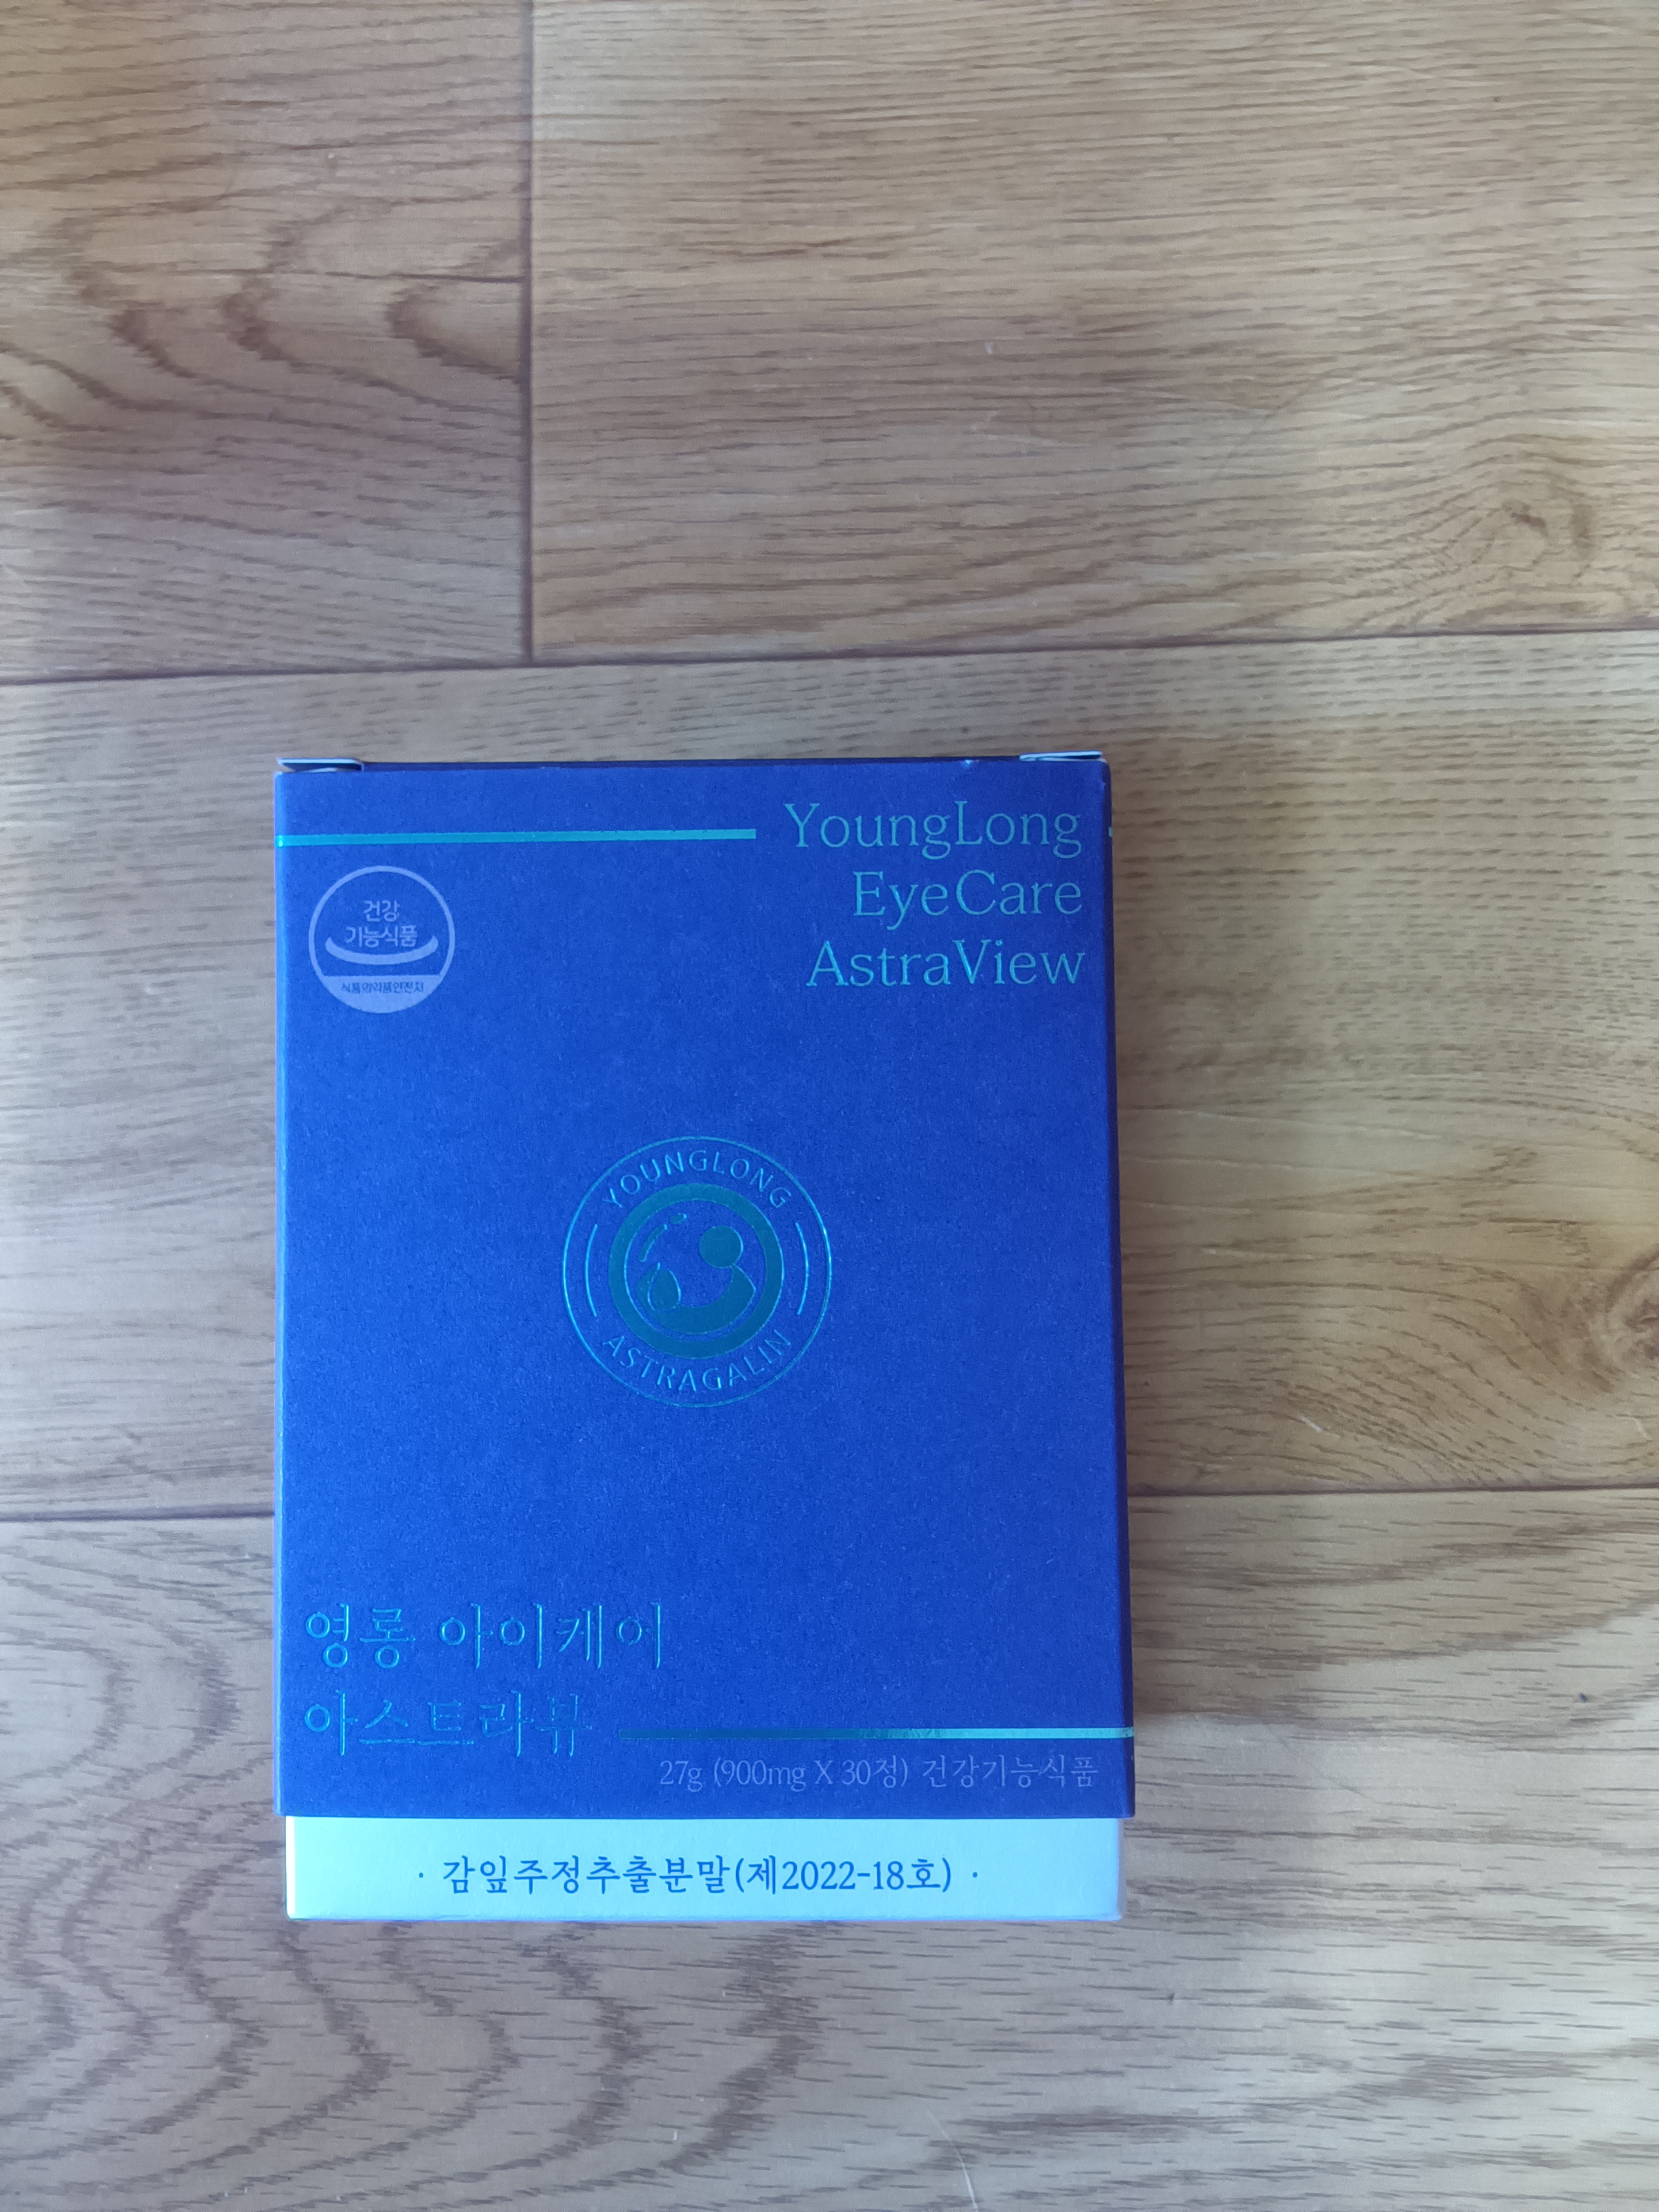 YoungLong
EyeCare
AstraView
건강
기능식품
식품의약품안전처
YOUNGLONG
ASTRAGALIN
영롱 아이케어
아스트라뷰
27g (900mg X 30정) 건강기능식품
· 감잎주정추출분말(제2022-18호) ·